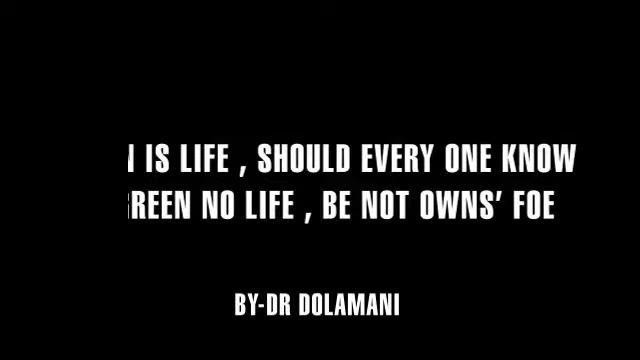 IS LIFE , SHOULD EVERY ONE KNOW
NO LIFE , BE NOT OWNS’ FOE
BY-DR DOLAMANI